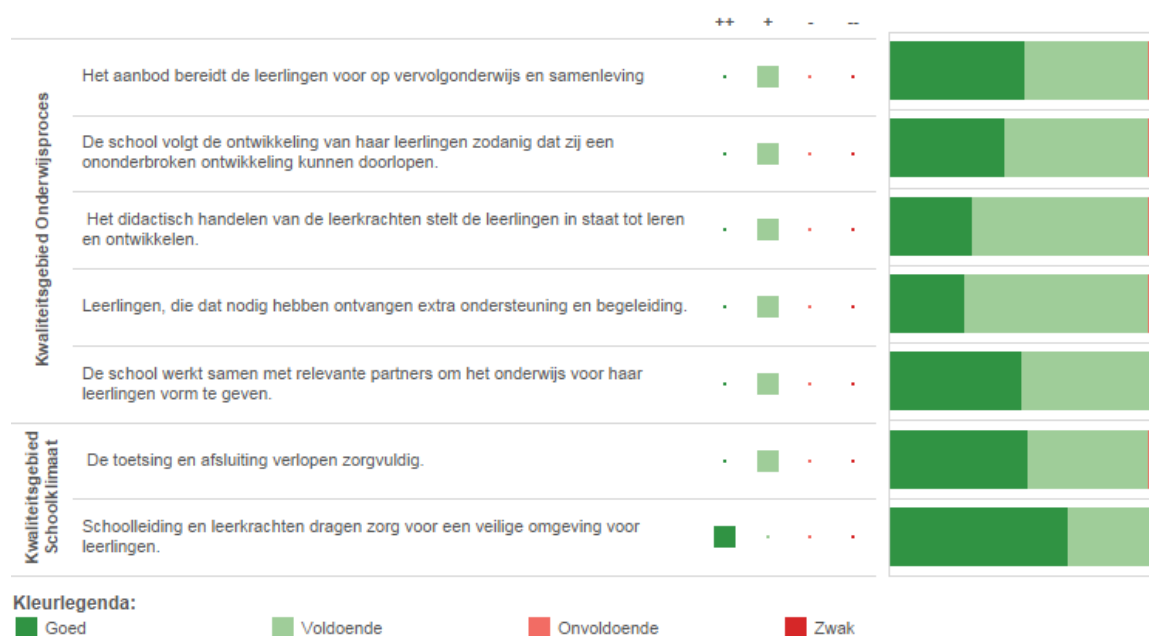 ++ + - --
Kwaliteitsgebied Onderwijsproces
Het aanbod bereidt de leerlingen voor op vervolgonderwijs en samenleving
De school volgt de ontwikkeling van haar leerlingen zodanig dat zij een
ononderbroken ontwikkeling kunnen doorlopen.
Het didactisch handelen van de leerkrachten stelt de leerlingen in staat tot leren
en ontwikkelen.
Leerlingen, die dat nodig hebben ontvangen extra ondersteuning en begeleiding.
De school werkt samen met relevante partners om het onderwijs voor haar
leerlingen vorm te geven.
Kwaliteitsgebied
Schoolklimaat
De toetsing en afsluiting verlopen zorgvuldig.
Schoolleiding en leerkrachten dragen zorg voor een veilige omgeving voor
leerlingen.
Kleurlegenda:
Goed Voldoende Onvoldoende Zwak